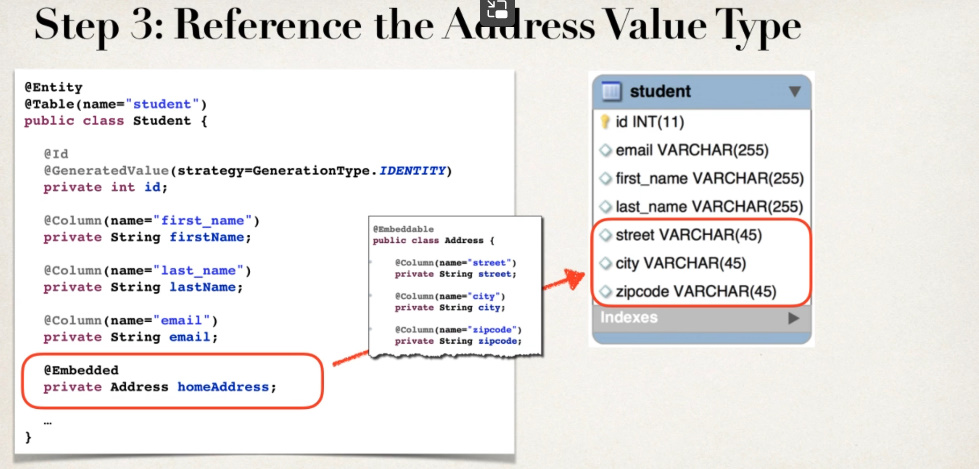 Step 3: Reference the Address Value Type
@Entity
@Table(name="student")
public class Student {
@Id
@GeneratedValue(strategy=GenerationType.IDENTITY)
private int id;
@Column(name="first_name")
private String firstName;
@Column(name="last_name")
private String lastName;
@Column(name="email")
private String email;
@Embedded
private Address homeAddress;
…
}
@Embeddable
public class Address {
@Column(name="street")
private String street;
@Column(name="city")
private String city;
@Column(name="zipcode")
private String zipcode;
student
id INT(11)
email VARCHAR(255)
first_name VARCHAR(255)
last_name VARCHAR(255)
street VARCHAR(45)
city VARCHAR(45)
zipcode VARCHAR(45)
Indexes